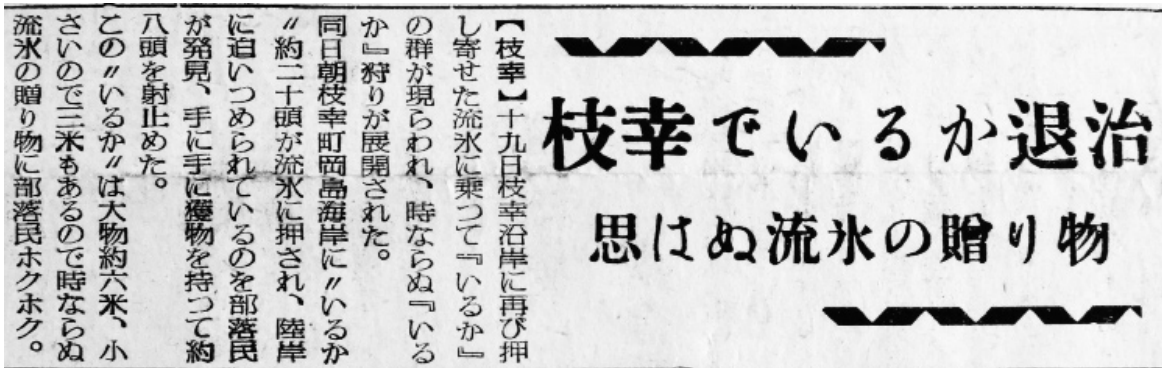 枝幸でいるか退治
思はぬ流氷の贈り物
【枝幸】十九日枝幸沿岸に再び押
し寄せた流氷に乗つて『いるか』
の群が現らわれ、時ならぬ『いる
か』狩りが展開された。
同日朝枝幸町岡島海岸に〃いるか
〃約二十頭が流氷に押され、陸岸
に追いつめられているのを部落民
が発見、手に手に獲物を持つて約
八頭を射止めた。
この〃いるか〃は大物約六米、小
さいので三米もあるので時ならぬ
流氷の贈り物に部落民ホクホク。